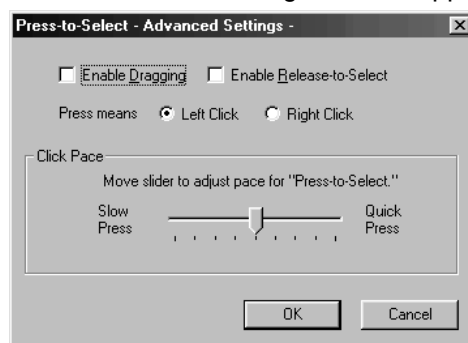 Press-to-Select - Advanced Settings -
Enable Dragging Enable Release-to-Select
Press means Left Click Right Click
Click Pace
Move slider to adjust pace for "Press-to-Select."
Slow Press
Quick Press
OK Cancel